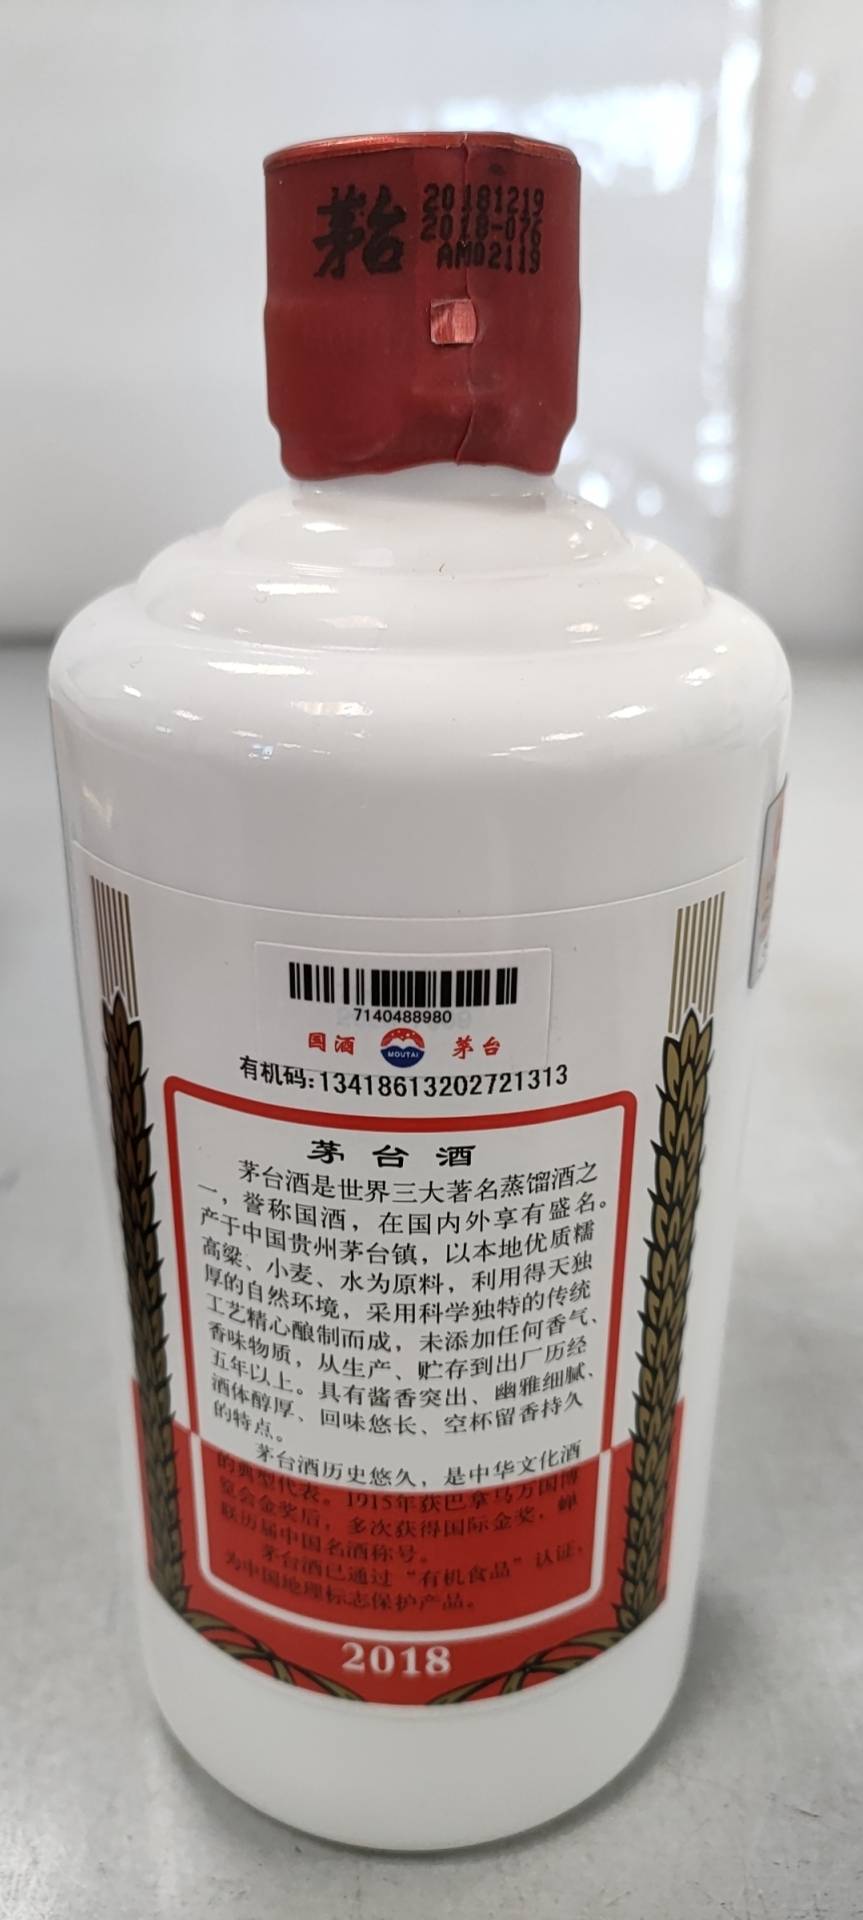 茅台
20181219
2018-076
AM02119
7140488980
国酒 MOUTAI 茅台
有机码:13418613202721313
茅台酒
茅台酒是世界三大著名蒸馏酒之
一，誉称国酒，在国内外享有盛名。
产于中国贵州茅台镇，以本地优质糯
高粱、小麦、水为原料，利用得天独
厚的自然环境，采用科学独特的传统
工艺精心酿制而成，未添加任何香气、
香味物质，从生产、贮存到出厂历经
五年以上。具有酱香突出、幽雅细腻、
酒体醇厚、回味悠长、空杯留香持久
的特点。
茅台酒历史悠久，是中华文化酒
的典型代表。1915年获巴拿马万国博
览会金奖后，多次获得国际金奖，蝉
联历届中国名酒称号。
茅台酒已通过“有机食品”认证，
为中国地理标志保护产品。
2018